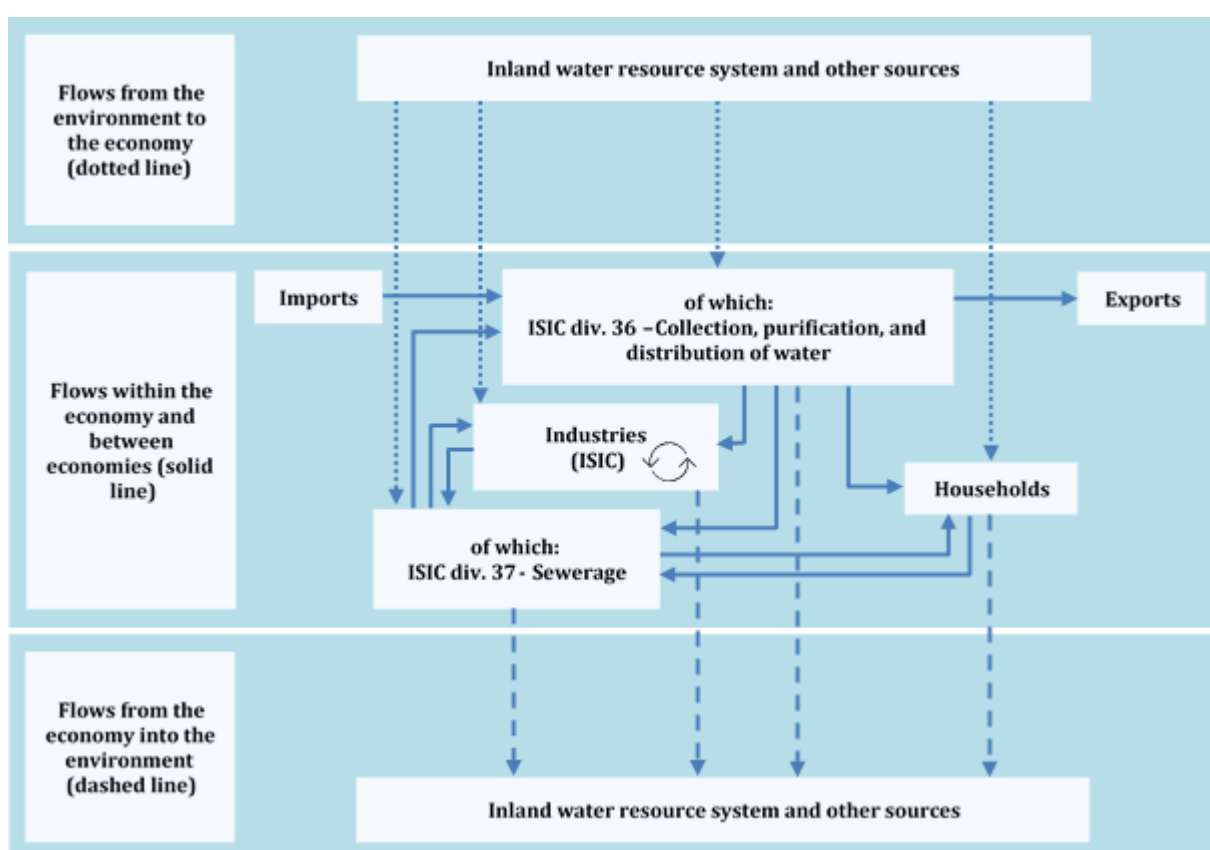 Flows from the
environment to
the economy
(dotted line)
Inland water resource system and other sources
Flows within the
economy and
between
economies (solid
line)
Imports
of which:
ISIC div. 36 –Collection, purification, and
distribution of water
Exports
Industries
(ISIC)
Households
of which:
ISIC div. 37 - Sewerage
Flows from the
economy into the
environment
(dashed line)
Inland water resource system and other sources